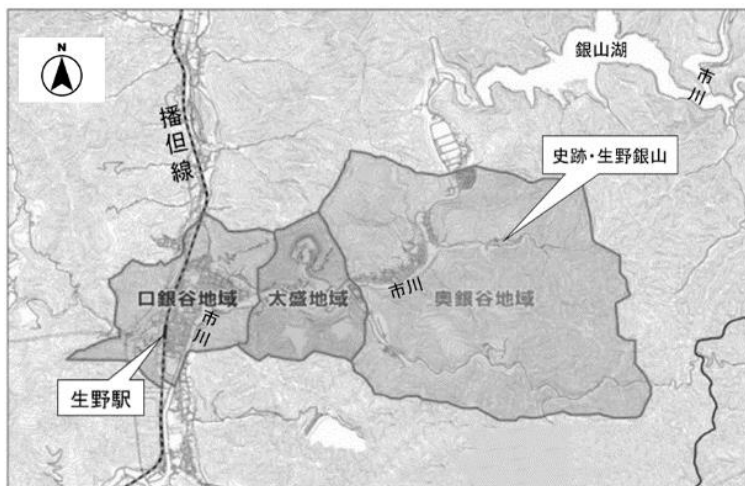 N
銀山湖
市川
播但線
史跡・生野銀山
口銀谷地域
太盛地域
奥銀谷地域
市川
市川
生野駅